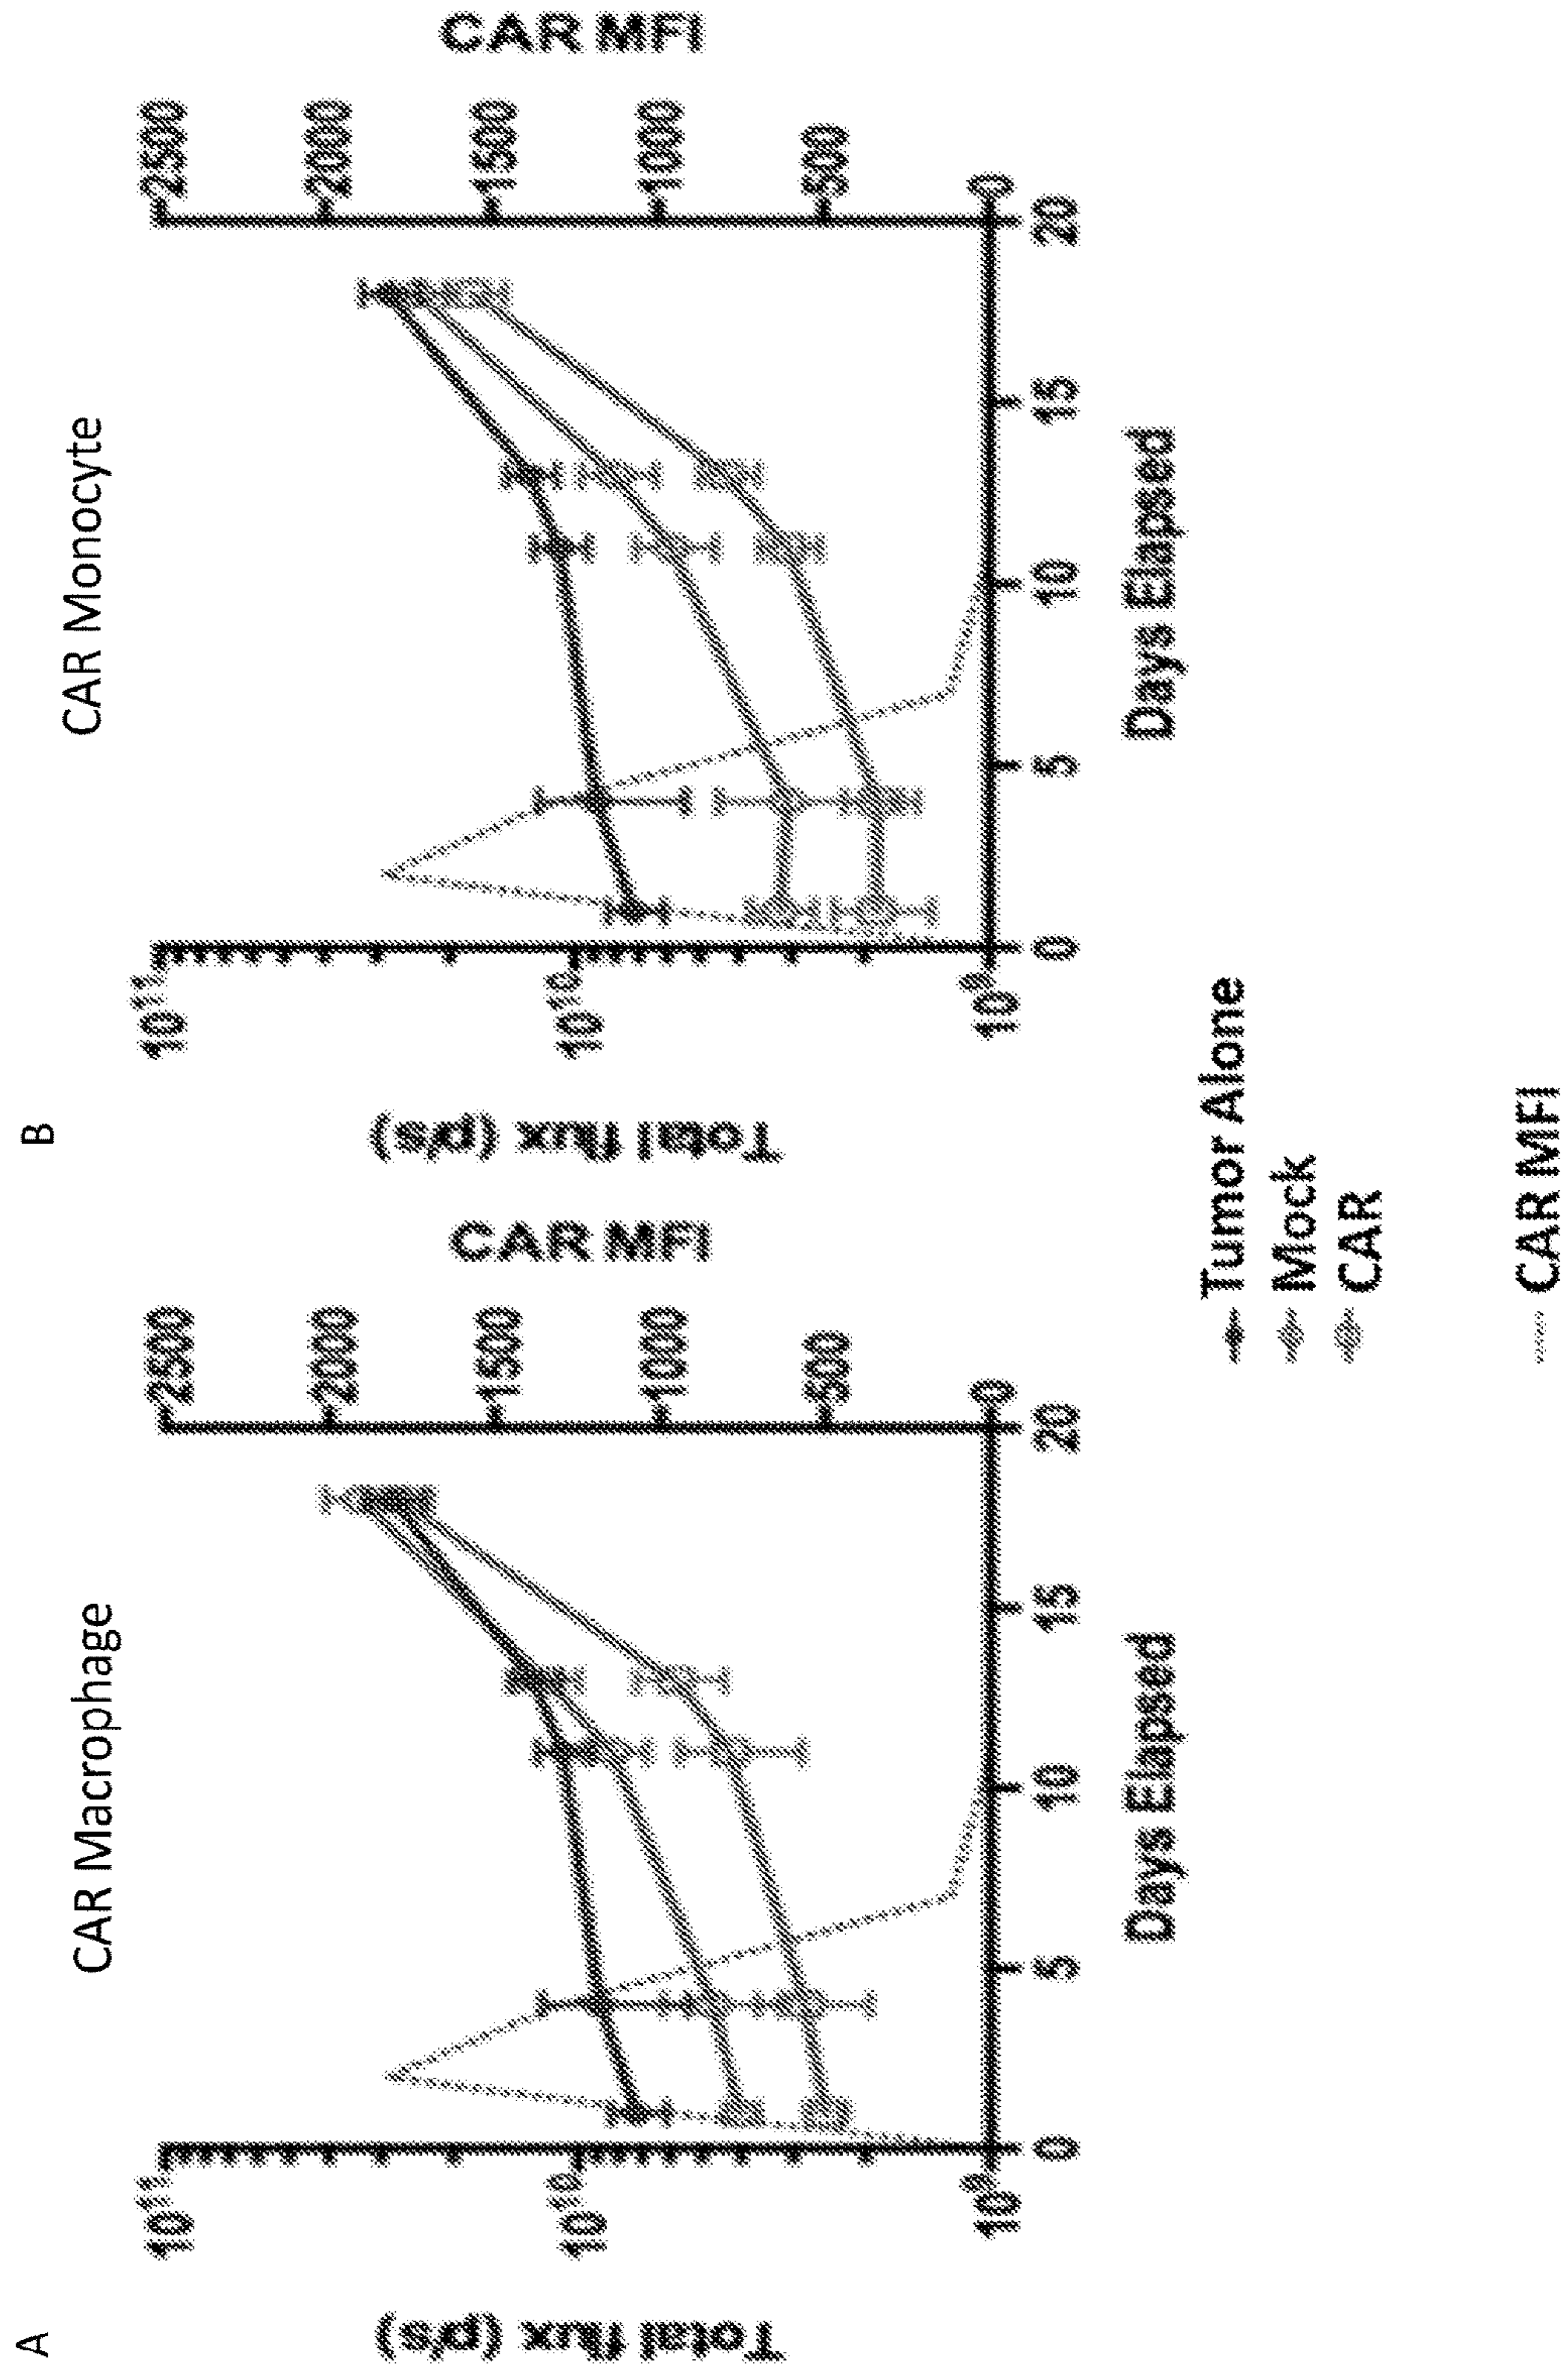 A
CAR Macrophage
Total flux (p/s)
10¹¹
10¹⁰
10⁹
CAR MFI
2500
2000
1500
1000
500
0
0
5
10
15
20
Days Elapsed
B
CAR Monocyte
Total flux (p/s)
10¹¹
10¹⁰
10⁹
CAR MFI
2500
2000
1500
1000
500
0
0
5
10
15
20
Days Elapsed
Tumor Alone
Mock
CAR
CAR MFI